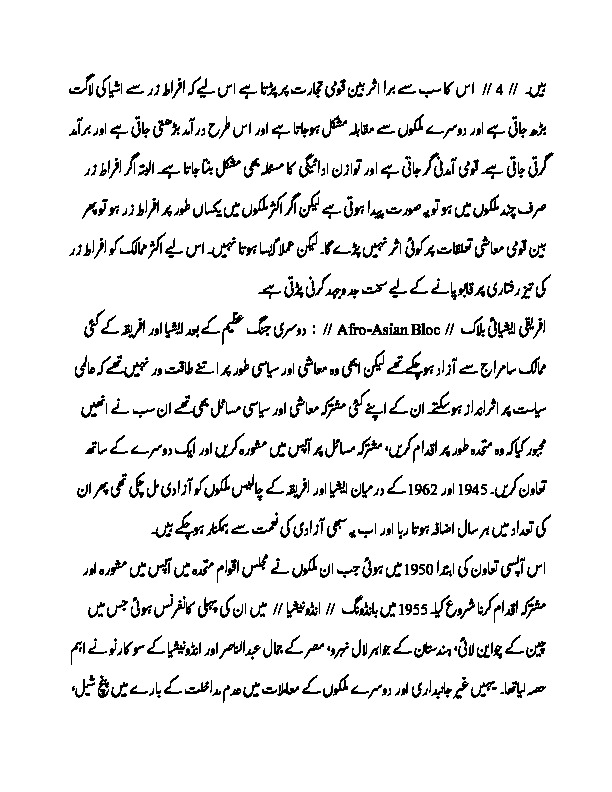 ہیں۔ // 4 // اس کا سب سے برا اثر بین قومی تجارت پر پڑتا ہے اس لیے کہ افراط زر سے اشیا کی لاگت
بڑھ جاتی ہے اور دوسرے ملکوں سے مقابلہ مشکل ہوجاتا ہے اور اس طرح درآمد بڑھتی جاتی ہے اور برآمد
گرتی جاتی ہے۔ قومی آمدنی گر جاتی ہے اور توازن ادائیگی کا مسئلہ بھی مشکل بنتا جاتا ہے۔ البتہ اگر افراط زر
صرف چند ملکوں میں ہو تو یہ صورت پیدا ہوتی ہے لیکن اگر اکثر ملکوں میں یکساں طور پر افراط زر ہو تو پھر
بین قومی معاشی تعلقات پر کوئی اثر نہیں پڑے گا۔ لیکن عملاً ایسا ہوتا نہیں۔ اس لیے اکثر ممالک کو افراط زر
کی تیز رفتاری پر قابو پانے کے لیے سخت جدوجہد کرنی پڑتی ہے۔
افریقی ایشیائی بلاک // Afro-Asian Bloc // : دوسری جنگ عظیم کے بعد ایشیا اور افریقہ کے کئی
ممالک سامراج سے آزاد ہو چکے تھے لیکن ابھی وہ معاشی اور سیاسی طور پر اتنے طاقت ور نہیں تھے کہ عالمی
سیاست پر اثرانداز ہوسکتے۔ ان کے اپنے کئی مشترکہ معاشی اور سیاسی مسائل بھی تھے ان سب نے انھیں
مجبور کیا کہ وہ متحدہ طور پر اقدام کریں، مشترکہ مسائل پر آپس میں مشورہ کریں اور ایک دوسرے کے ساتھ
تعاون کریں۔ 1945 اور 1962 کے درمیان ایشیا اور افریقہ کے چالیس ملکوں کو آزادی مل چکی تھی پھر ان
کی تعداد میں ہر سال اضافہ ہوتا رہا اور اب یہ سبھی آزادی کی نعمت سے ہمکنار ہوچکے ہیں۔
اس آپسی تعاون کی ابتدا 1950 میں ہوئی جب ان ملکوں نے مجلس اقوام متحدہ میں آپس میں مشورہ اور
مشترکہ اقدام کرنا شروع کیا۔ 1955 میں بانڈونگ // انڈونیشیا // میں ان کی پہلی کانفرنس ہوئی جس میں
چین کے چواین لائی، ہندستان کے جواہر لال نہرو، مصر کے جمال عبدالناصر اور انڈونیشیا کے سوکارنو نے اہم
حصہ لیاتھا۔ یہیں غیر جانبداری اور دوسرے ملکوں کے معاملات میں عدم مداخلت کے بارے میں پنچ شیل،